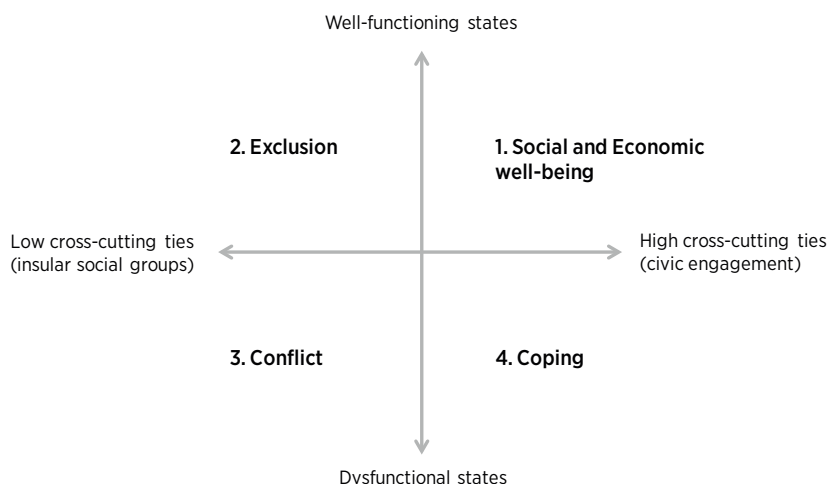 Well-functioning states
2. Exclusion
1. Social and Economic
well-being
Low cross-cutting ties
(insular social groups)
High cross-cutting ties
(civic engagement)
3. Conflict
4. Coping
Dysfunctional states